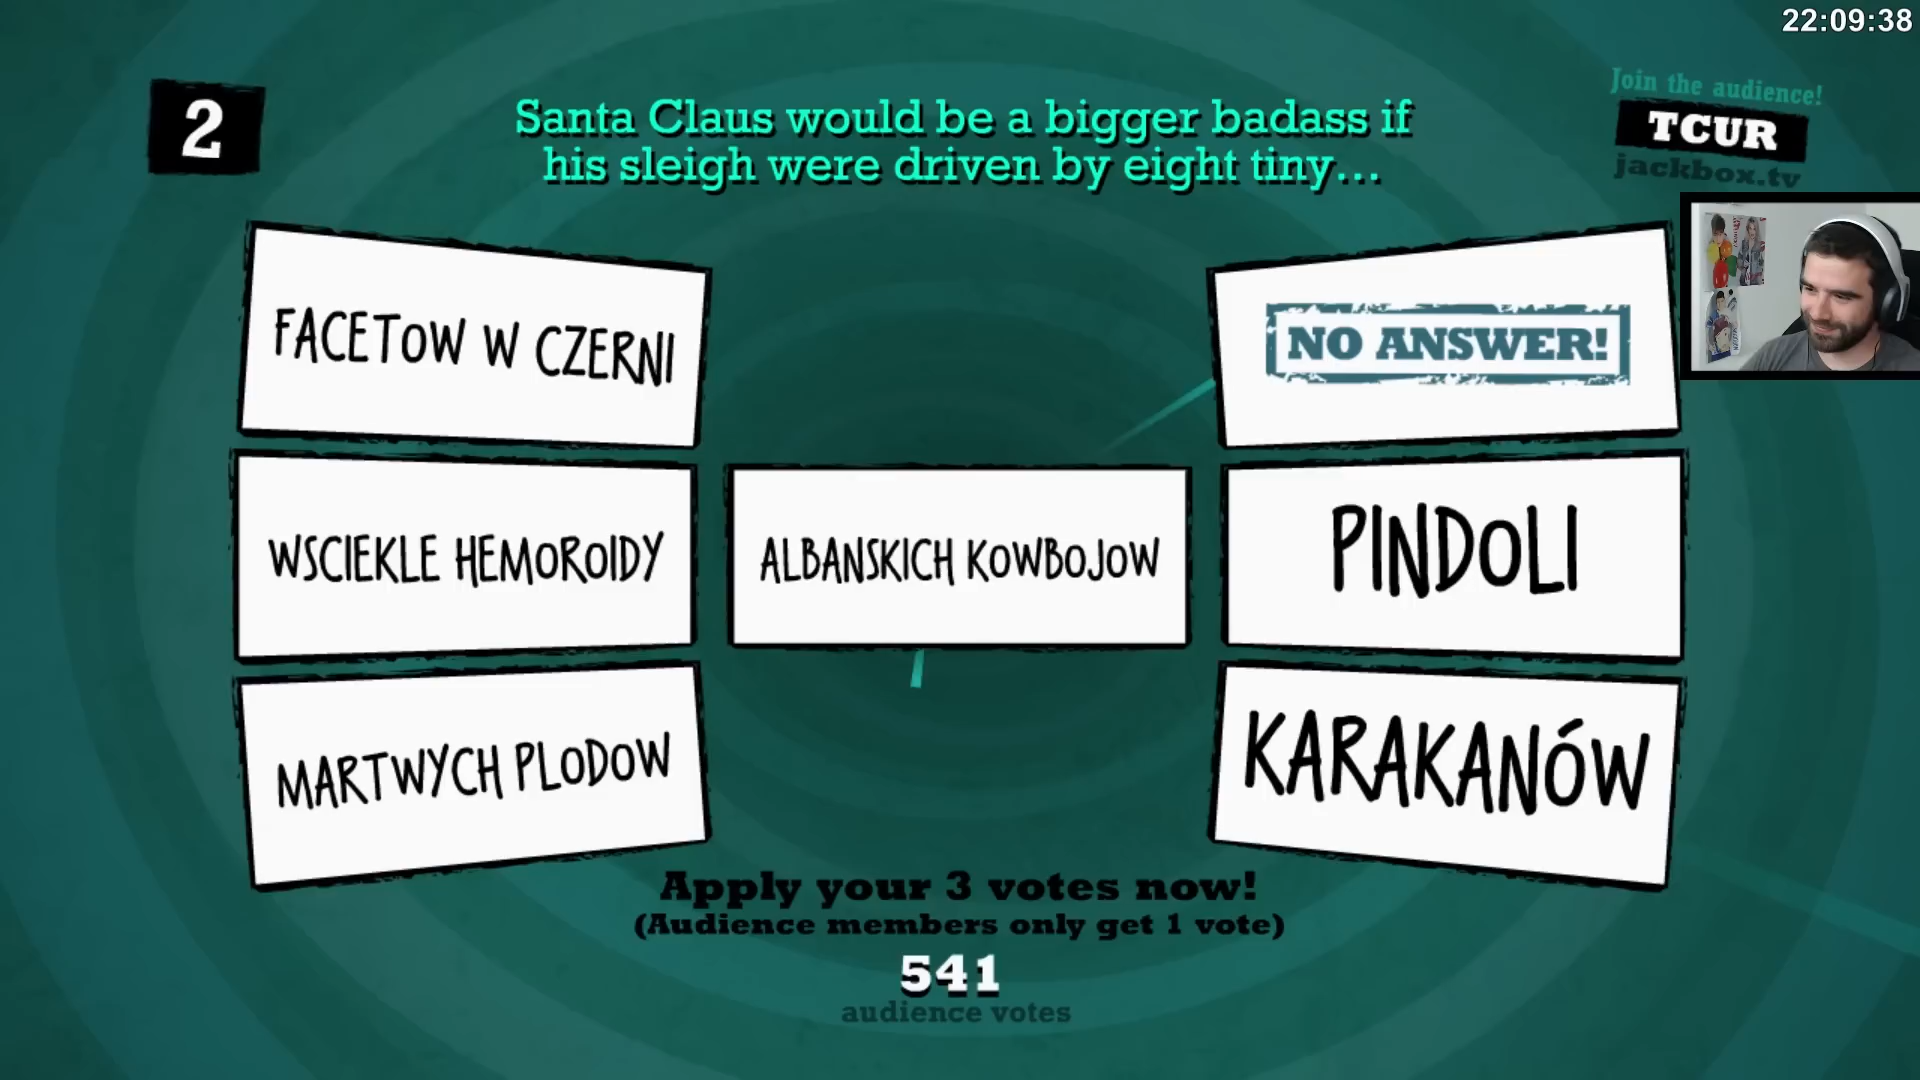 22:09:38
2
Santa Claus would be a bigger badass if
his sleigh were driven by eight tiny...
Join the audience!
TCUR
jackbox.tv
FACETOW W CZERNI
NO ANSWER!
WSCIEKLE HEMOROIDY
ALBANSKICH KOWBOJOW
PINDOLI
MARTWYCH PLODOW
KARAKANÓW
Apply your 3 votes now!
(Audience members only get 1 vote)
541
audience votes